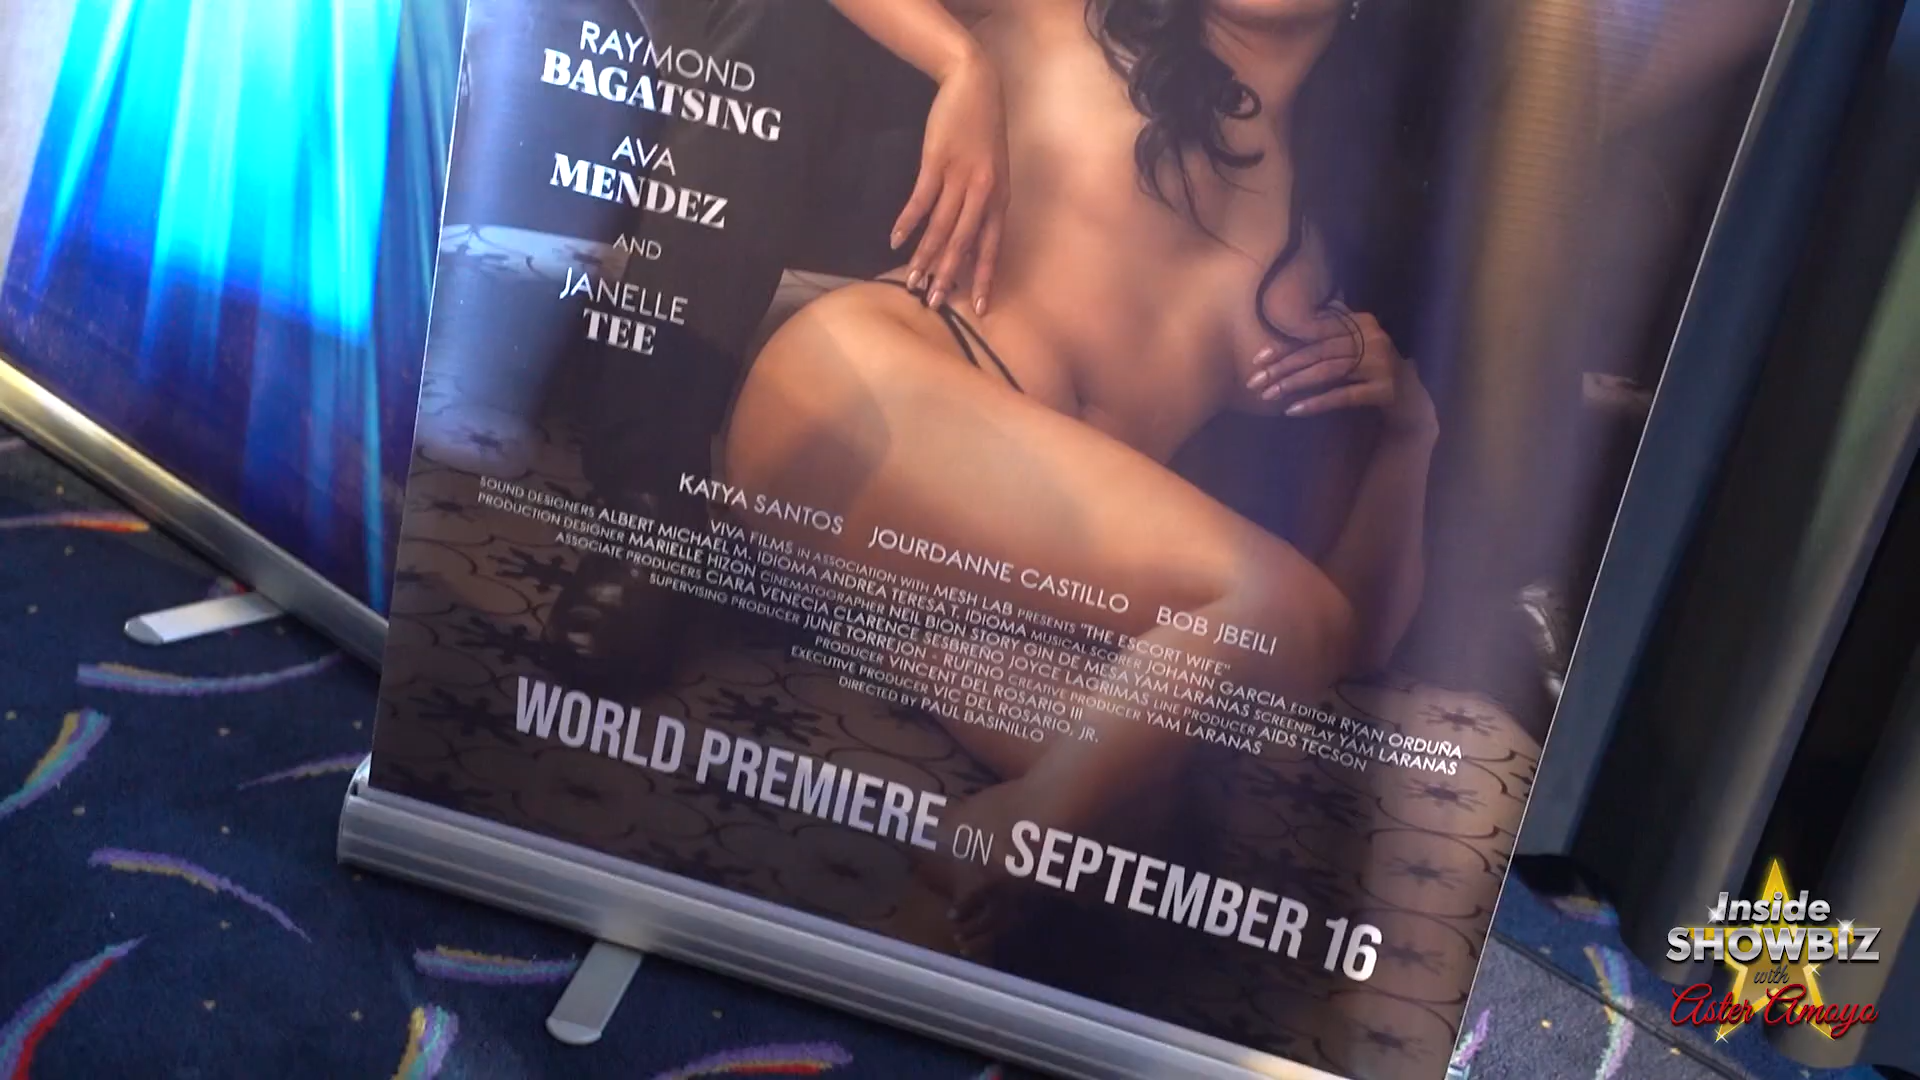 RAYMOND
BAGATSING
AVA
MENDEZ
AND
JANELLE
TEE
KATYA SANTOS JOURDANNE CASTILLO BOB JBEILI
VIVA FILMS IN ASSOCIATION WITH MESH LAB PRESENTS "THE ESCORT WIFE"
SOUND DESIGNERS ALBERT MICHAEL M. IDIOMA ANDREA TERESA T. IDIOMA MUSICAL SCORER JOHANN GARCIA EDITOR RYAN ORDUÑA
PRODUCTION DESIGNER MARIELLE HIZON CINEMATOGRAPHER NEIL BION STORY GIN DE MESA YAM LARANAS SCREENPLAY YAM LARANAS
ASSOCIATE PRODUCERS CIARA VENECIA CLARENCE SESBREÑO JOYCE LAGRIMAS LINE PRODUCER AIDS TECSON
SUPERVISING PRODUCER JUNE TORREJON - RUFINO CREATIVE PRODUCER YAM LARANAS
PRODUCER VINCENT DEL ROSARIO III
EXECUTIVE PRODUCER VIC DEL ROSARIO, JR.
DIRECTED BY PAUL BASINILLO
WORLD PREMIERE ON SEPTEMBER 16
Inside
SHOWBIZ
with
Aster Amoyo